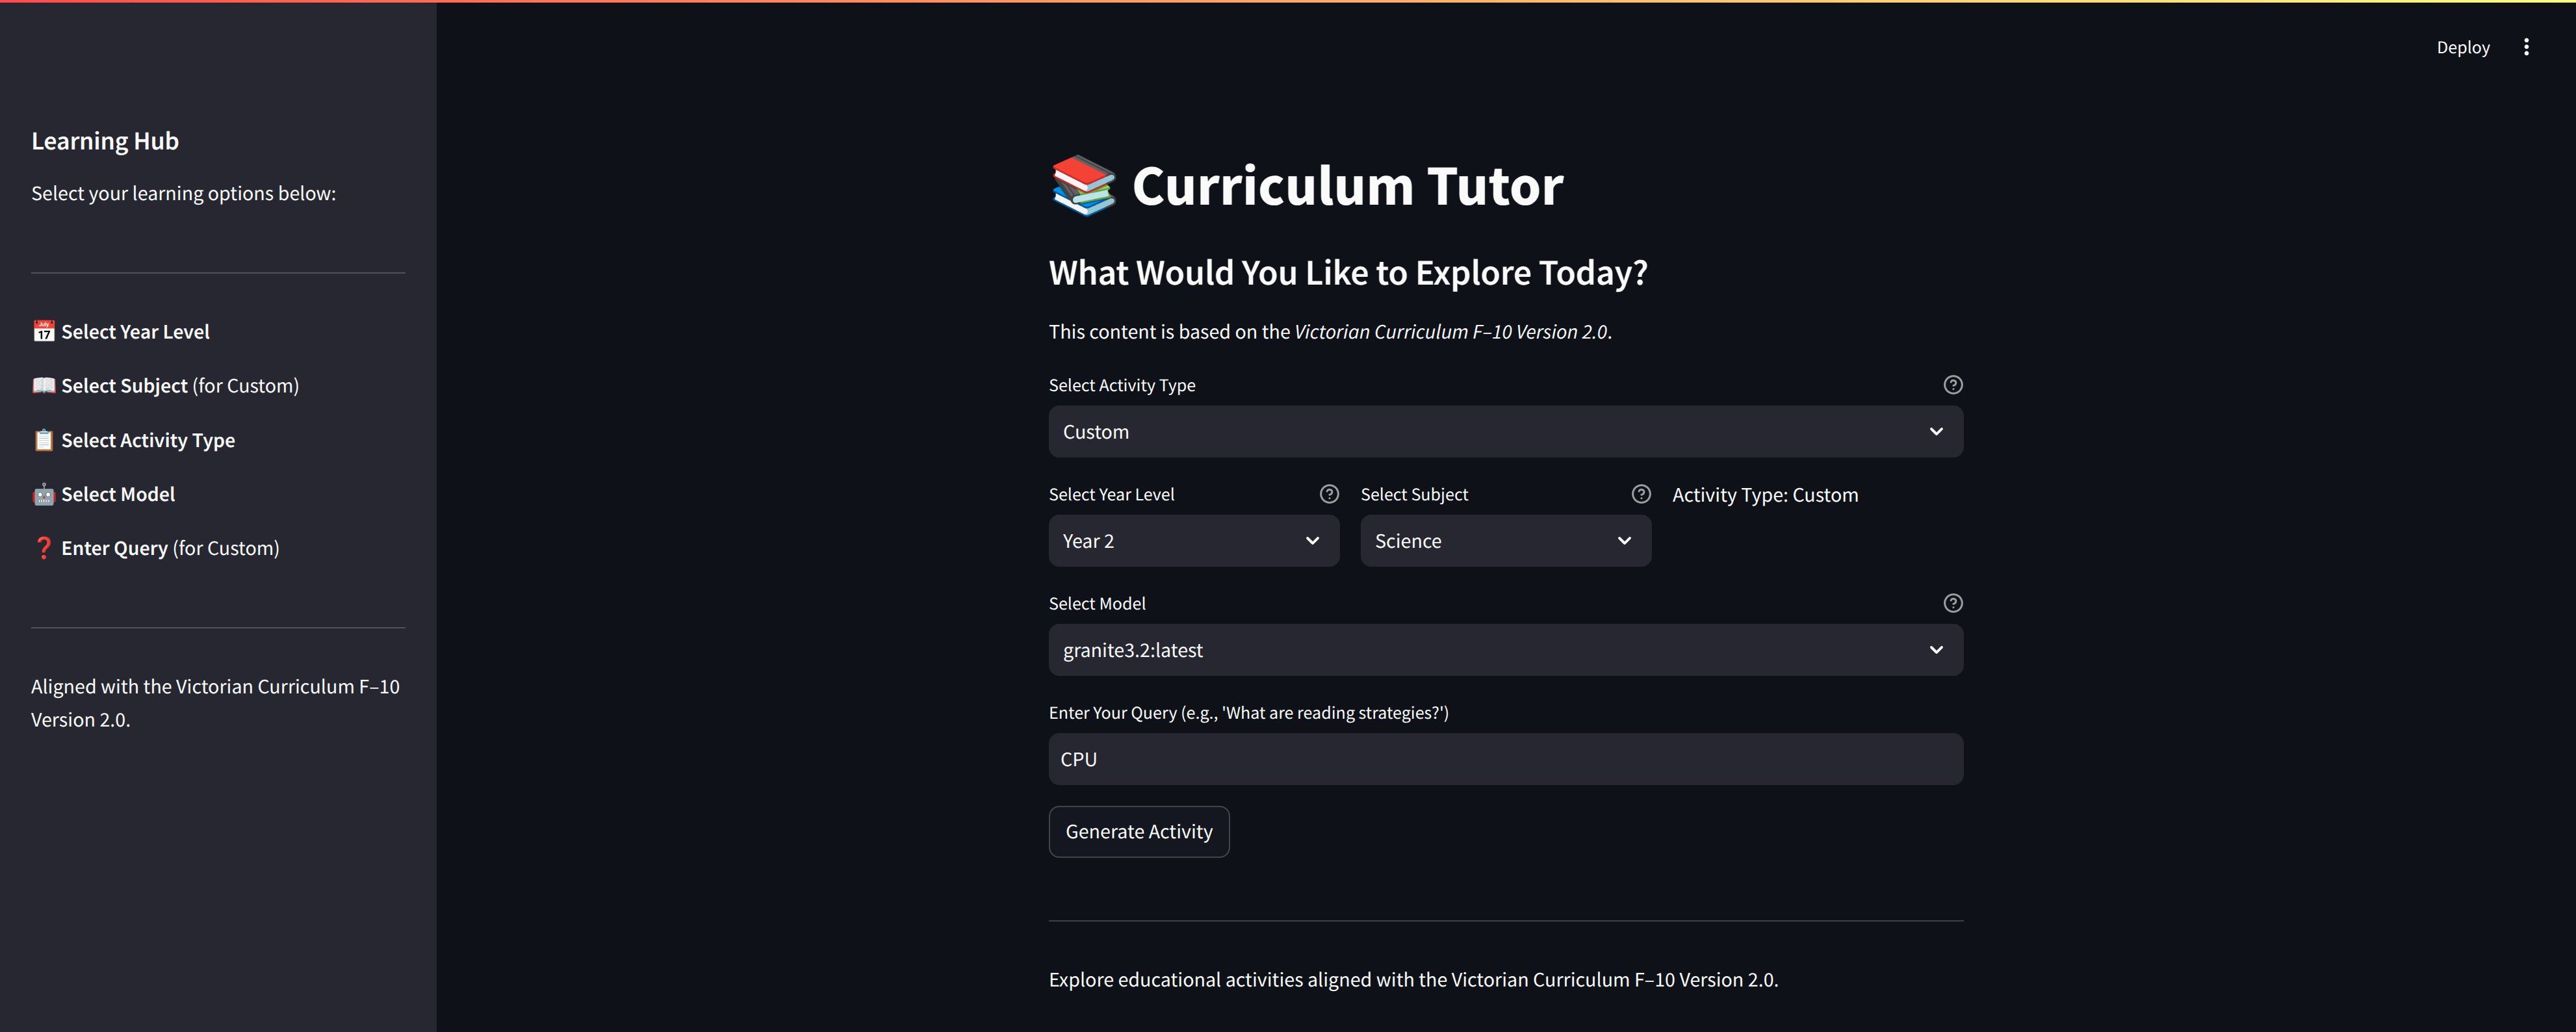 Deploy
Learning Hub
Select your learning options below:
Select Year Level
Select Subject (for Custom)
Select Activity Type
Select Model
Enter Query (for Custom)
Aligned with the Victorian Curriculum F–10
Version 2.0.
Curriculum Tutor
What Would You Like to Explore Today?
This content is based on the Victorian Curriculum F–10 Version 2.0.
Select Activity Type
Custom
Select Year Level
Select Subject
Activity Type: Custom
Year 2
Science
Select Model
granite3.2:latest
Enter Your Query (e.g., 'What are reading strategies?')
CPU
Generate Activity
Explore educational activities aligned with the Victorian Curriculum F–10 Version 2.0.